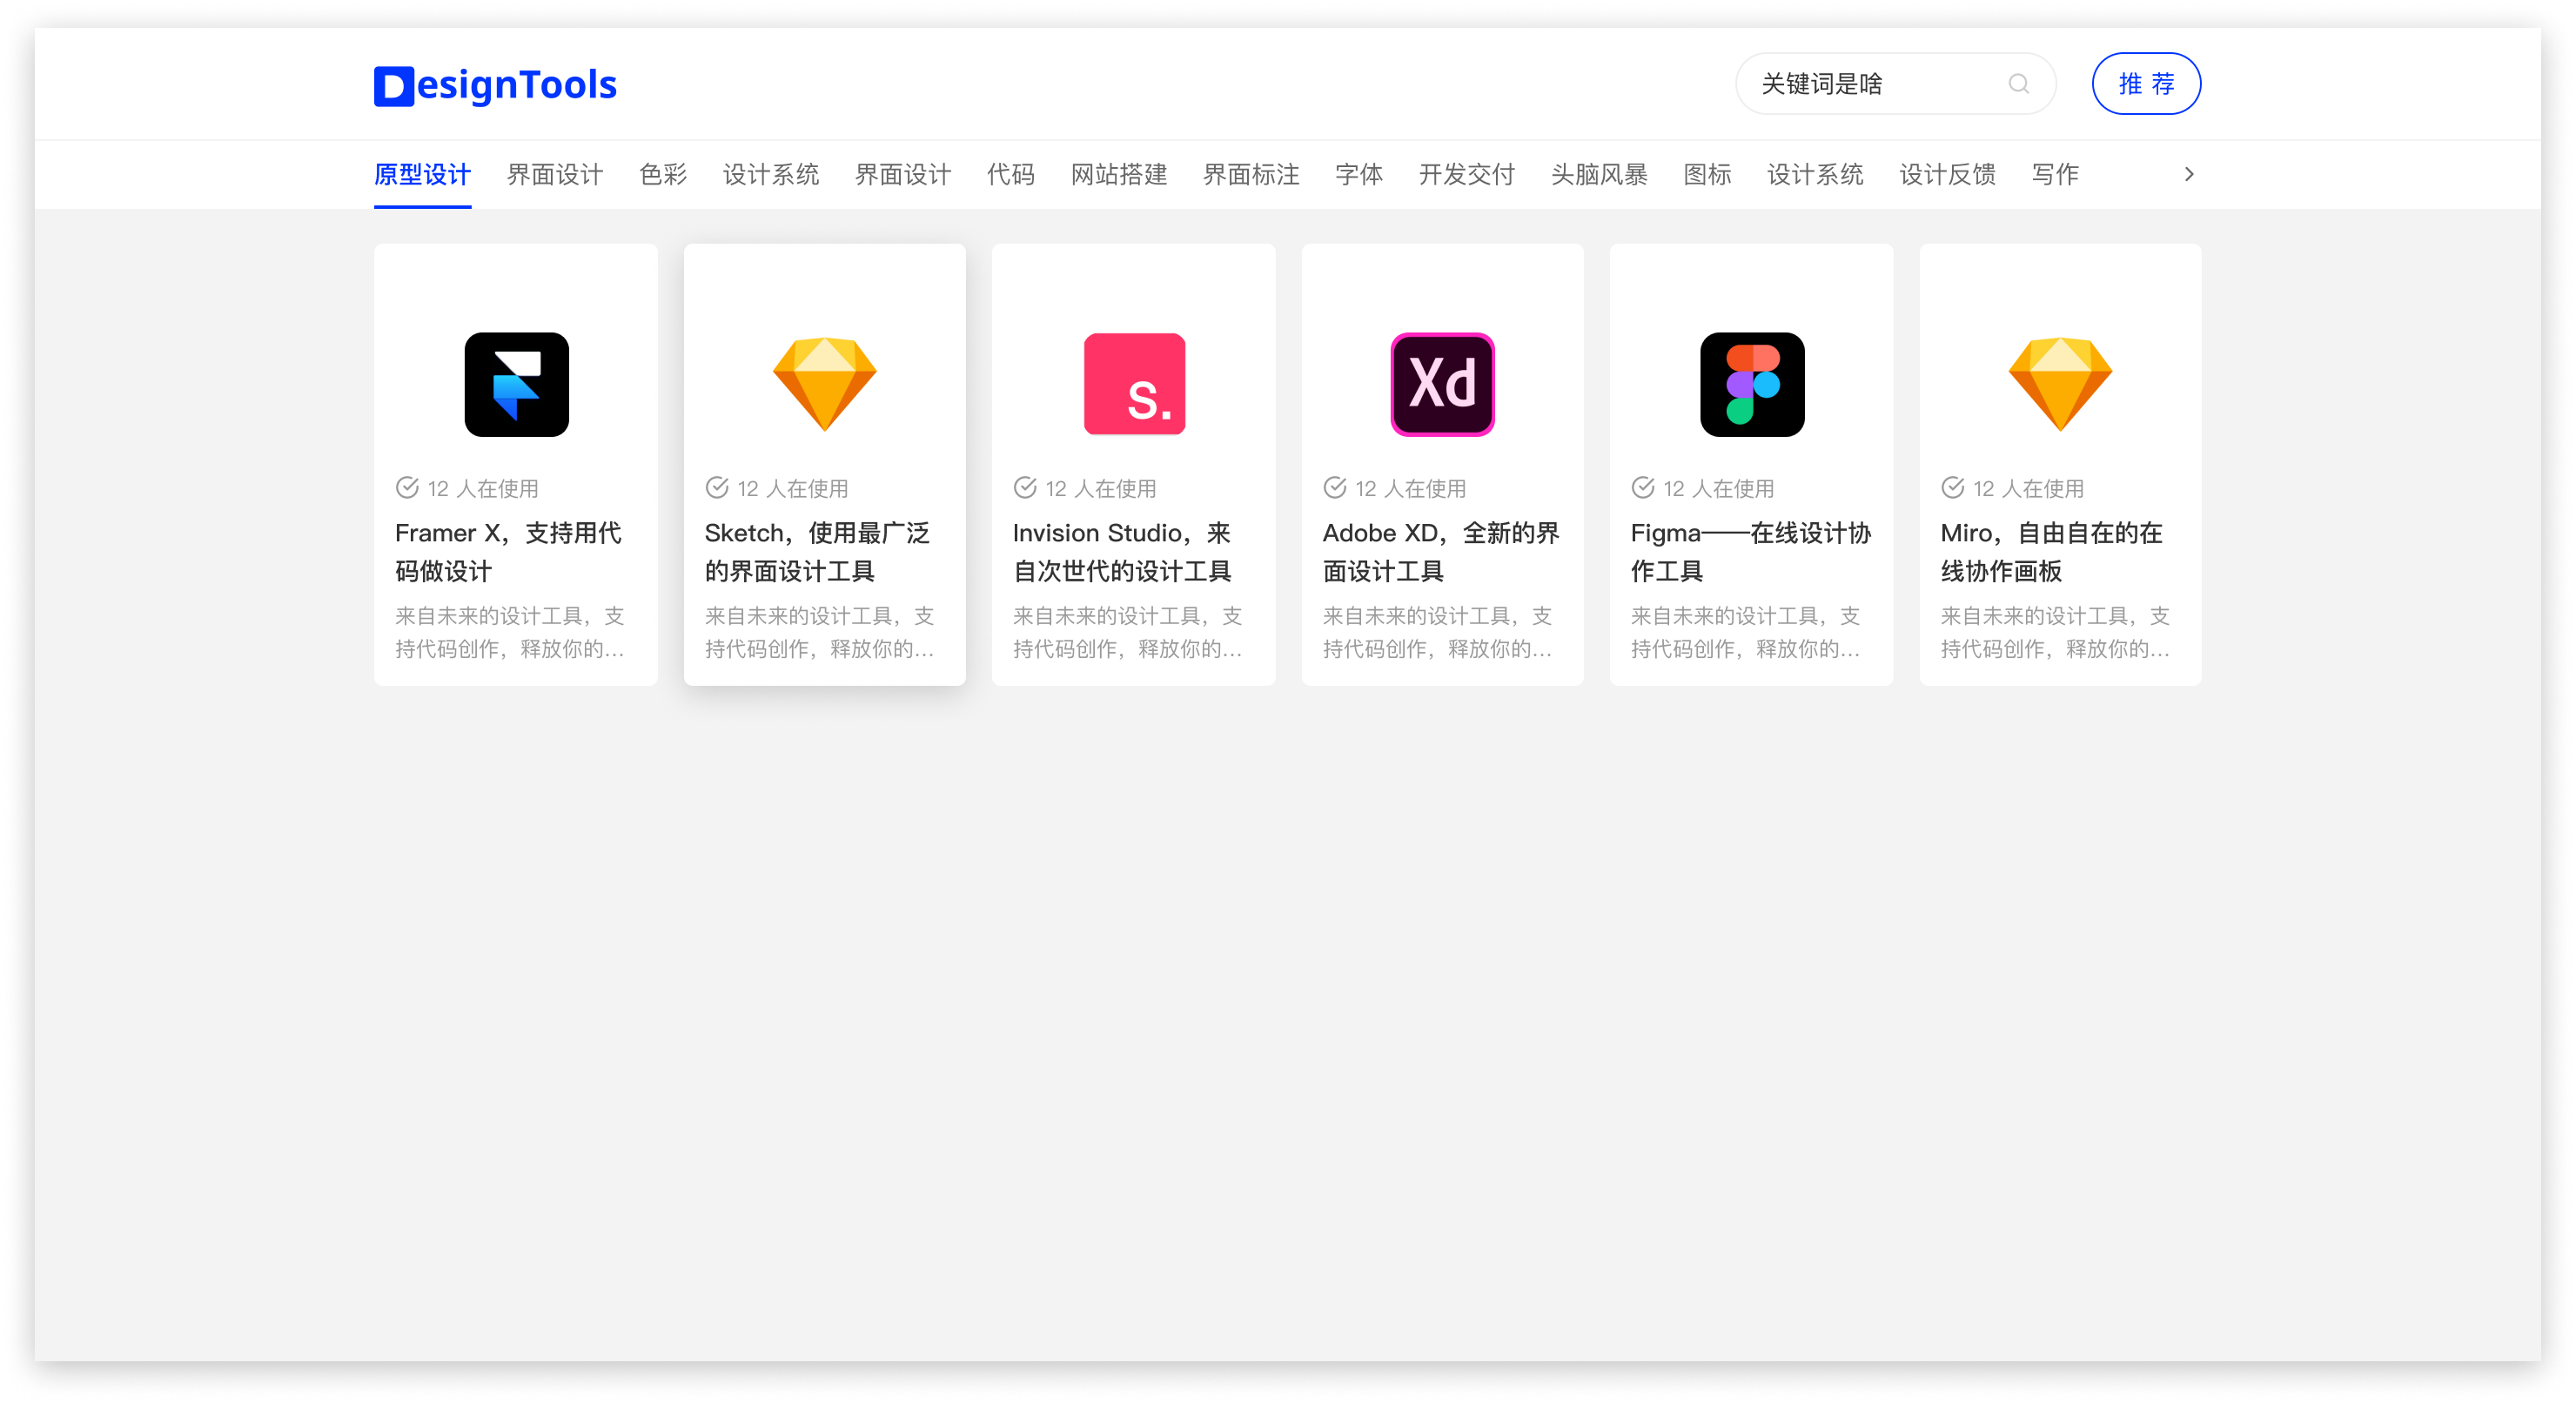 DesignTools
关键词是啥
推 荐
原型设计 界面设计 色彩 设计系统 界面设计 代码 网站搭建 界面标注 字体 开发交付 头脑风暴 图标 设计系统 设计反馈 写作
12 人在使用
Framer X，支持用代
码做设计
来自未来的设计工具，支
持代码创作，释放你的...
12 人在使用
Sketch，使用最广泛
的界面设计工具
来自未来的设计工具，支
持代码创作，释放你的...
s.
12 人在使用
Invision Studio，来
自次世代的设计工具
来自未来的设计工具，支
持代码创作，释放你的...
Xd
12 人在使用
Adobe XD，全新的界
面设计工具
来自未来的设计工具，支
持代码创作，释放你的...
12 人在使用
Figma——在线设计协
作工具
来自未来的设计工具，支
持代码创作，释放你的...
12 人在使用
Miro，自由自在的在
线协作画板
来自未来的设计工具，支
持代码创作，释放你的...